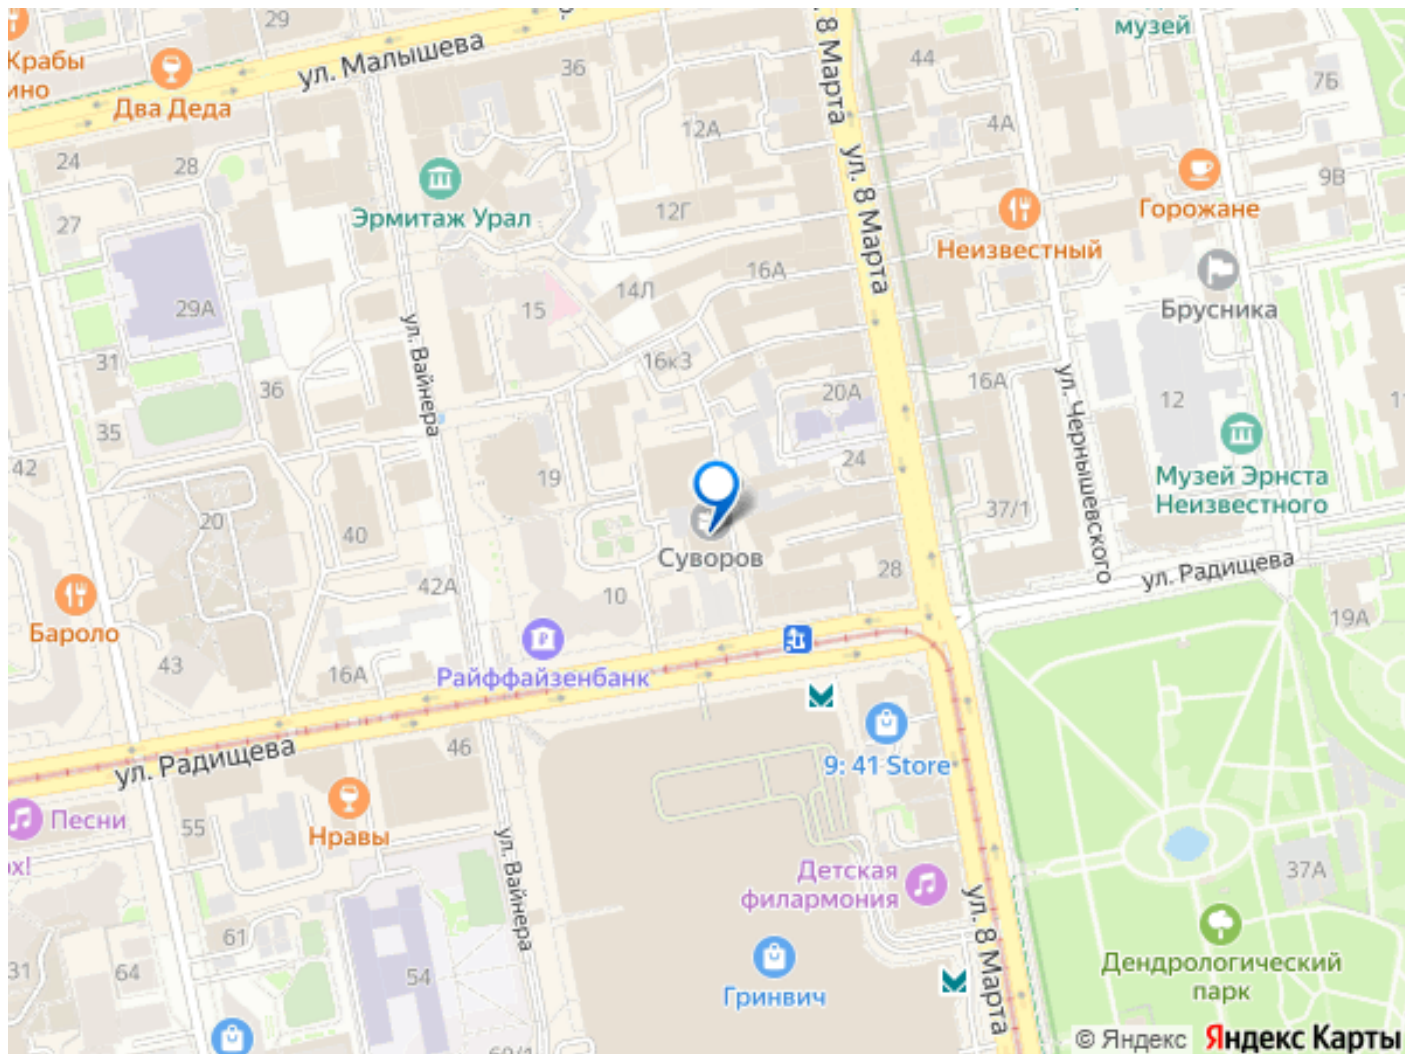 29
ул. Малышева
36
44
музей
7Б
Крабы
ино
Два Деда
ул. 8 Марта
12А
4А
24
28
9В
27
Эрмитаж Урал
12Г
ул. 8 Марта
Неизвестный
Горожане
16А
14Л
15
29А
Брусника
ул. Вайнера
31
36
16к3
20А
16А
ул. Чернышевского
12
35
42
19
24
Музей Эрнста
Неизвестного
20
40
37/1
Суворов
ул. Радищева
28
42А
10
Бароло
19А
43
16А
Райффайзенбанк
ул. Радищева
46
9: 41 Store
Песни
ох!
55
Нравы
ул. Вайнера
Детская
филармония
37А
ул. 8 Марта
61
31
64
54
Гринвич
Дендрологический
парк
© Яндекс Яндекс Карты